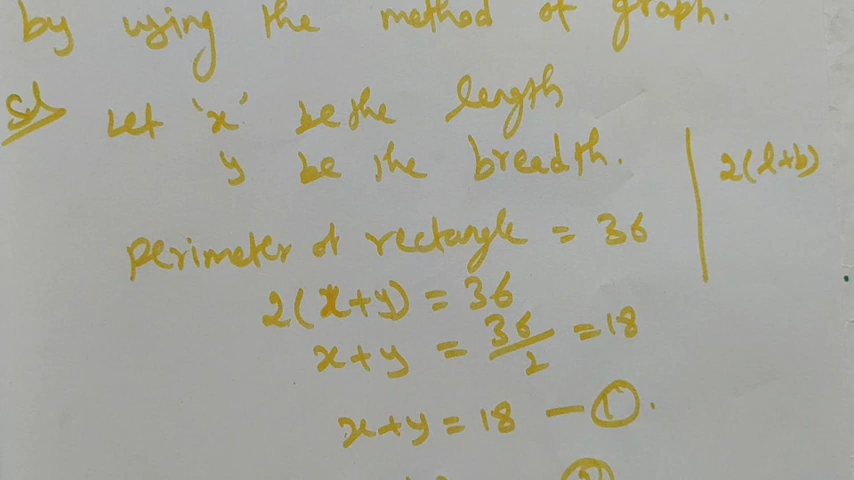 by using the method of graph.
Sol Let 'x' be the length
y be the breadth.
2(l+b)
Perimeter of rectangle = 36
2(x+y) = 36
x+y = 36/2 = 18
x+y = 18 — ①.